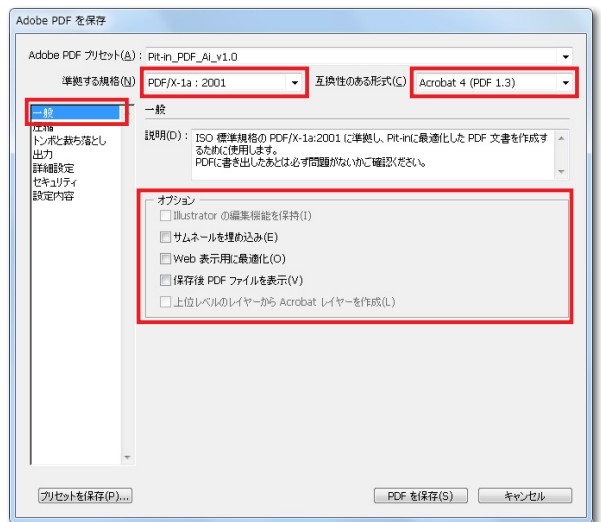 Adobe PDF を保存
Adobe PDF プリセット(A) : Pit-in_PDF_Ai_v1.0
準拠する規格(N) PDF/X-1a : 2001 互換性のある形式(C) Acrobat 4 (PDF 1.3)
一般
圧縮
トンボと裁ち落とし
出力
詳細設定
セキュリティ
設定内容
一般
説明(D) : ISO 標準規格の PDF/X-1a:2001 に準拠し、Pit-inに最適化した PDF 文書を作成す
るために使用します。
PDFに書き出したあとは必ず問題がないかご確認ください。
オプション
Illustrator の編集機能を保持(I)
サムネールを埋め込み(E)
Web 表示用に最適化(O)
保存後 PDF ファイルを表示(V)
上位レベルのレイヤーから Acrobat レイヤーを作成(L)
プリセットを保存(P)... PDF を保存(S) キャンセル